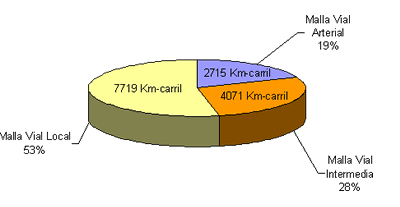 Malla Vial
Arterial
19%
2715 Km-carril
7719 Km-carril
4071 Km-carril
Malla Vial Local
53%
Malla Vial
Intermedia
28%